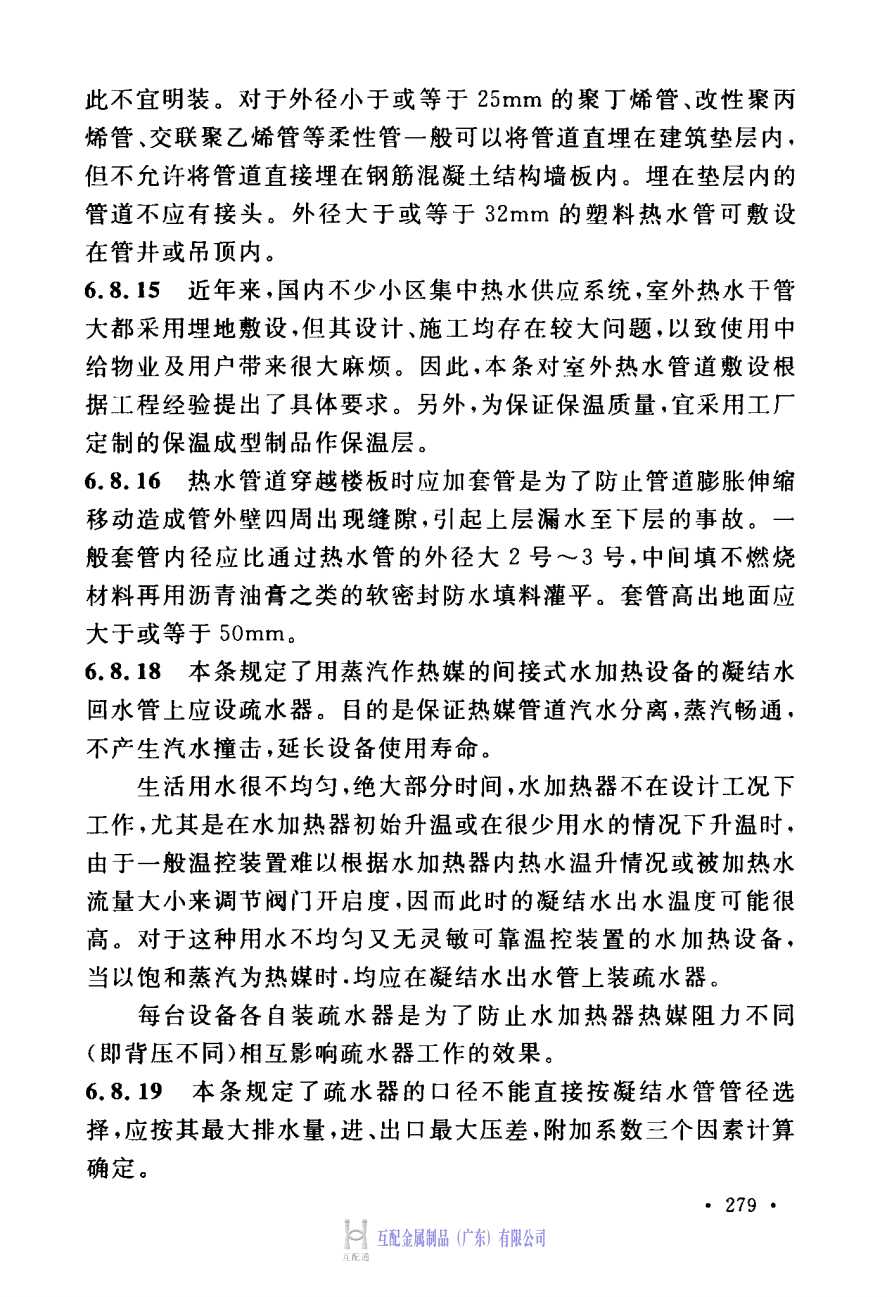 此不宜明装。对于外径小于或等于 25mm 的聚丁烯管、改性聚丙
烯管、交联聚乙烯管等柔性管一般可以将管道直埋在建筑垫层内，
但不允许将管道直接埋在钢筋混凝土结构墙板内。埋在垫层内的
管道不应有接头。外径大于或等于 32mm 的塑料热水管可敷设
在管井或吊顶内。
6.8.15 近年来，国内不少小区集中热水供应系统，室外热水干管
大都采用埋地敷设，但其设计、施工均存在较大问题，以致使用中
给物业及用户带来很大麻烦。因此，本条对室外热水管道敷设根
据工程经验提出了具体要求。另外，为保证保温质量，宜采用工厂
定制的保温成型制品作保温层。
6.8.16 热水管道穿越楼板时应加套管是为了防止管道膨胀伸缩
移动造成管外壁四周出现缝隙，引起上层漏水至下层的事故。一
般套管内径应比通过热水管的外径大 2 号～3 号，中间填不燃烧
材料再用沥青油膏之类的软密封防水填料灌平。套管高出地面应
大于或等于 50mm。
6.8.18 本条规定了用蒸汽作热媒的间接式水加热设备的凝结水
回水管上应设疏水器。目的是保证热媒管道汽水分离，蒸汽畅通，
不产生汽水撞击，延长设备使用寿命。
生活用水很不均匀，绝大部分时间，水加热器不在设计工况下
工作，尤其是在水加热器初始升温或在很少用水的情况下升温时，
由于一般温控装置难以根据水加热器内热水温升情况或被加热水
流量大小来调节阀门开启度，因而此时的凝结水出水温度可能很
高。对于这种用水不均匀又无灵敏可靠温控装置的水加热设备，
当以饱和蒸汽为热媒时，均应在凝结水出水管上装疏水器。
每台设备各自装疏水器是为了防止水加热器热媒阻力不同
（即背压不同）相互影响疏水器工作的效果。
6.8.19 本条规定了疏水器的口径不能直接按凝结水管管径选
择，应按其最大排水量，进、出口最大压差，附加系数三个因素计算
确定。
• 279 •
互配金属制品（广东）有限公司
互配通